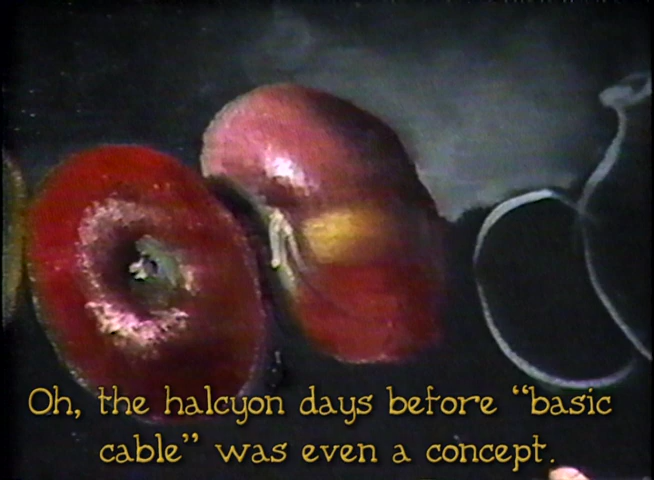 Oh, the halcyon days before “basic
cable” was even a concept.